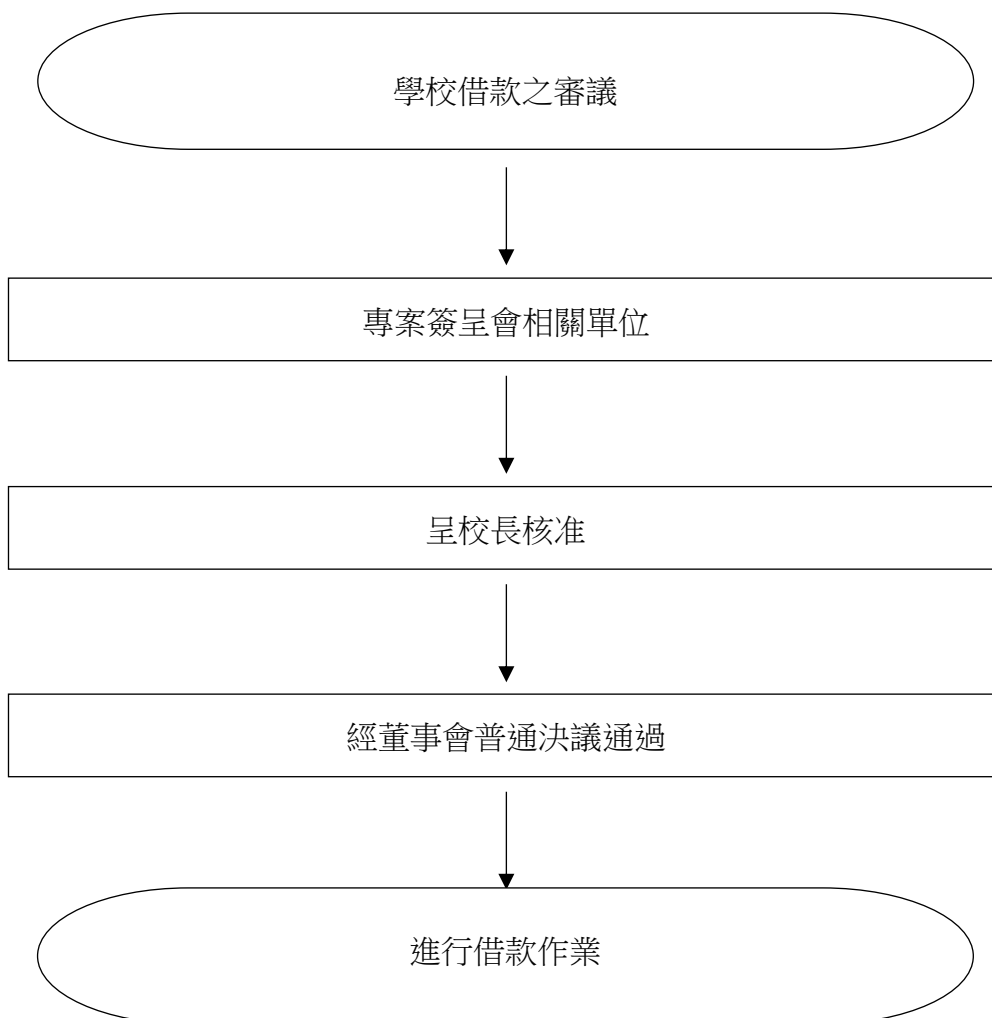 學校借款之審議
專案簽呈會相關單位
呈校長核准
經董事會普通決議通過
進行借款作業